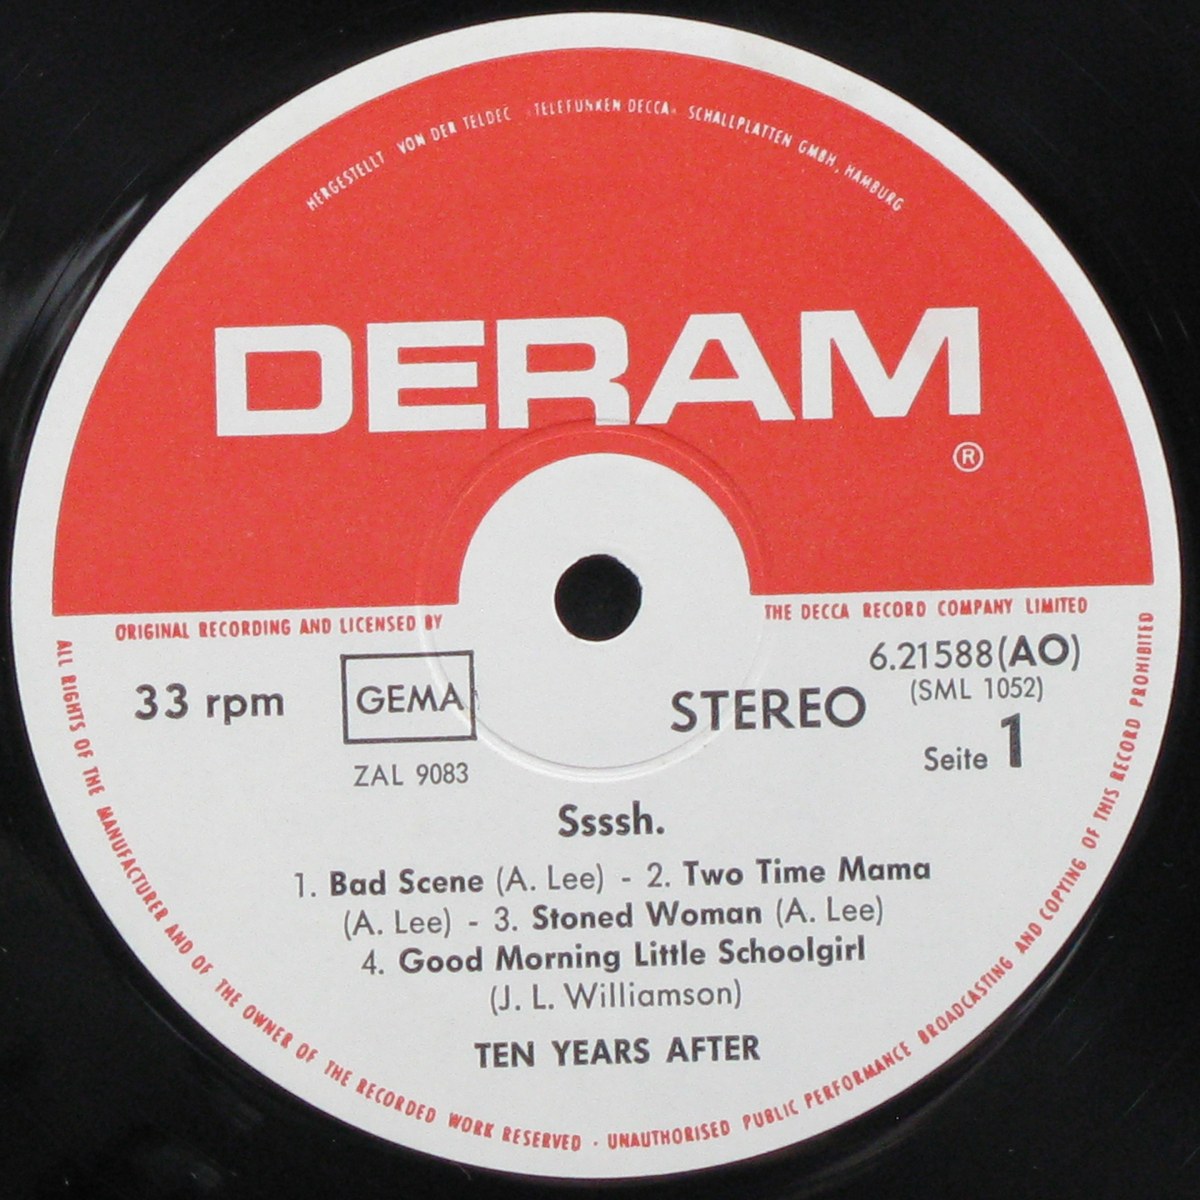 HERGESTELLT VON DER TELDEC »TELEFUNKEN DECCA« SCHALLPLATTEN GMBH, HAMBURG
DERAM
®
ORIGINAL RECORDING AND LICENSED BY THE DECCA RECORD COMPANY LIMITED
33 rpm
GEMA
ZAL 9083
STEREO
6.21588(AO)
(SML 1052)
Seite 1
Ssssh.
1. Bad Scene (A. Lee) - 2. Two Time Mama
(A. Lee) - 3. Stoned Woman (A. Lee)
4. Good Morning Little Schoolgirl
(J. L. Williamson)
TEN YEARS AFTER
ALL RIGHTS OF THE MANUFACTURER AND OF THE OWNER OF THE RECORDED WORK RESERVED · UNAUTHORISED PUBLIC PERFORMANCE BROADCASTING AND COPYING OF THIS RECORD PROHIBITED